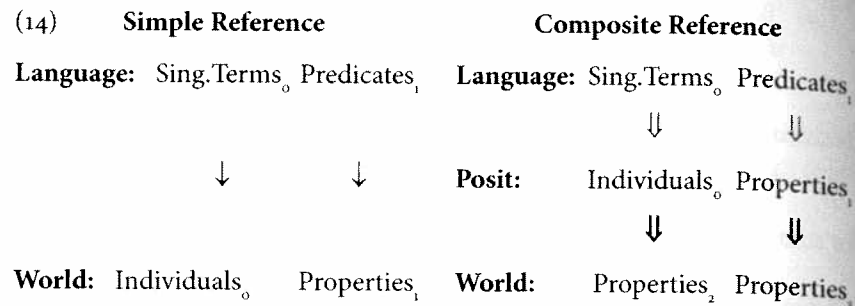 (14) Simple Reference Composite Reference
Language: Sing.Terms₀ Predicates₁ Language: Sing.Terms₀ Predicates₁
⇓ ⇓
↓ ↓ Posit: Individuals₀ Properties₁
⇓ ⇓
World: Individuals₀ Properties₁ World: Properties₂ Properties